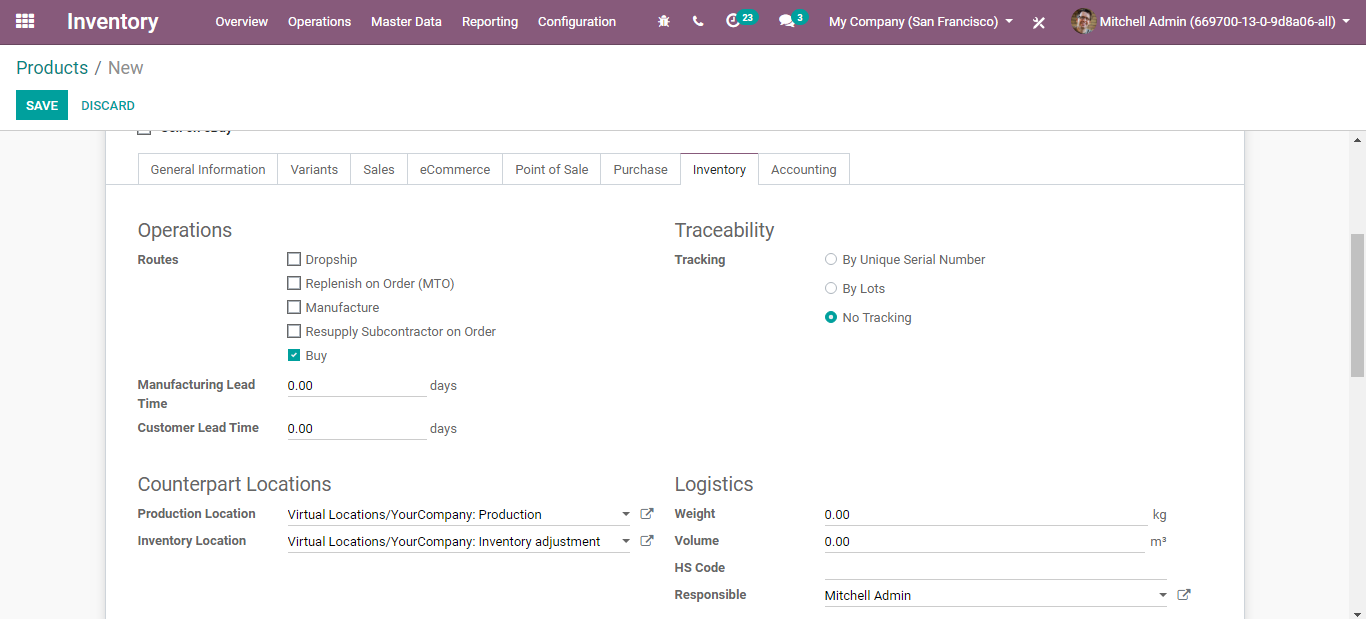 Inventory Overview Operations Master Data Reporting Configuration 23 3 My Company (San Francisco) Mitchell Admin (669700-13-0-9d8a06-all)
Products / New
SAVE DISCARD
General Information Variants Sales eCommerce Point of Sale Purchase Inventory Accounting
Operations Traceability
Routes Dropship Tracking By Unique Serial Number
Replenish on Order (MTO) By Lots
Manufacture No Tracking
Resupply Subcontractor on Order
Buy
Manufacturing Lead Time 0.00 days
Customer Lead Time 0.00 days
Counterpart Locations Logistics
Production Location Virtual Locations/YourCompany: Production Weight 0.00 kg
Inventory Location Virtual Locations/YourCompany: Inventory adjustment Volume 0.00 m³
HS Code
Responsible Mitchell Admin